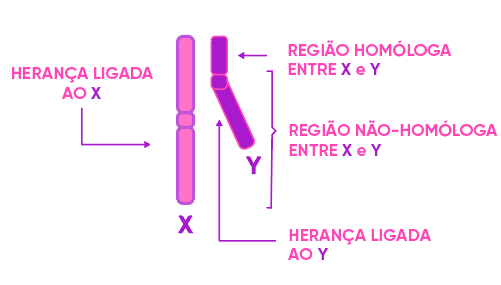 HERANÇA LIGADA
AO X
REGIÃO HOMÓLOGA
ENTRE X e Y
REGIÃO NÃO-HOMÓLOGA
ENTRE X e Y
Y
X
HERANÇA LIGADA
AO Y